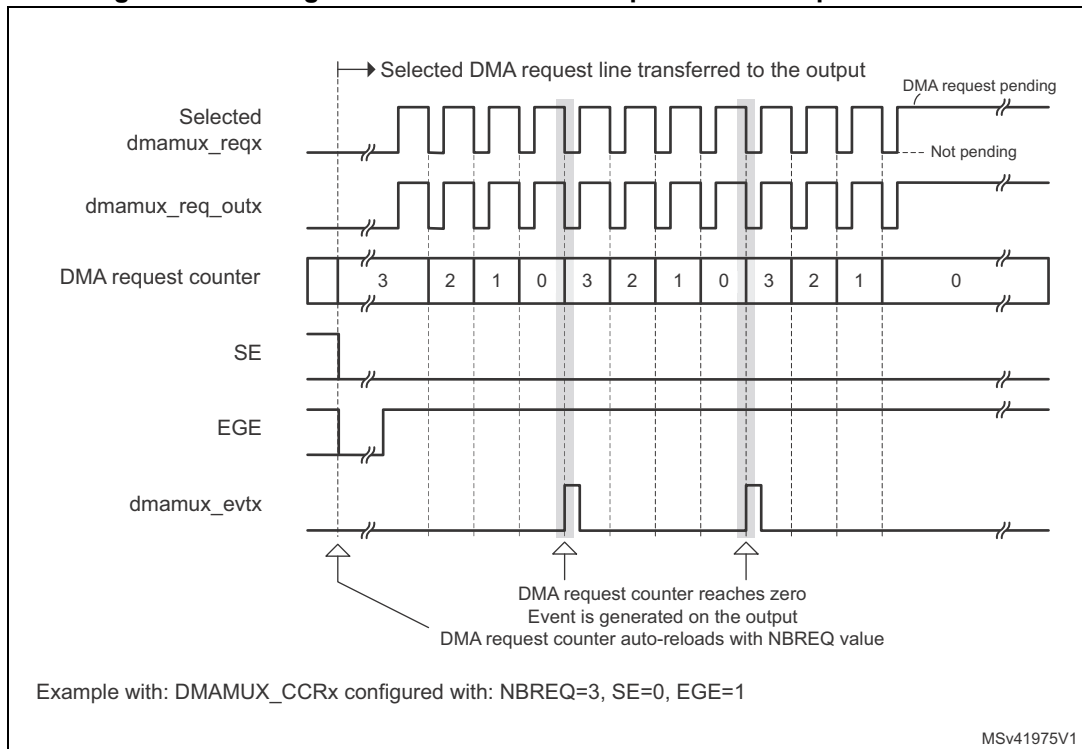 Selected DMA request line transferred to the output
DMA request pending
Selected
dmamux_reqx
Not pending
dmamux_req_outx
DMA request counter
3 2 1 0 3 2 1 0 3 2 1 0
SE
EGE
dmamux_evtx
DMA request counter reaches zero
Event is generated on the output
DMA request counter auto-reloads with NBREQ value
Example with: DMAMUX_CCRx configured with: NBREQ=3, SE=0, EGE=1
MSv41975V1